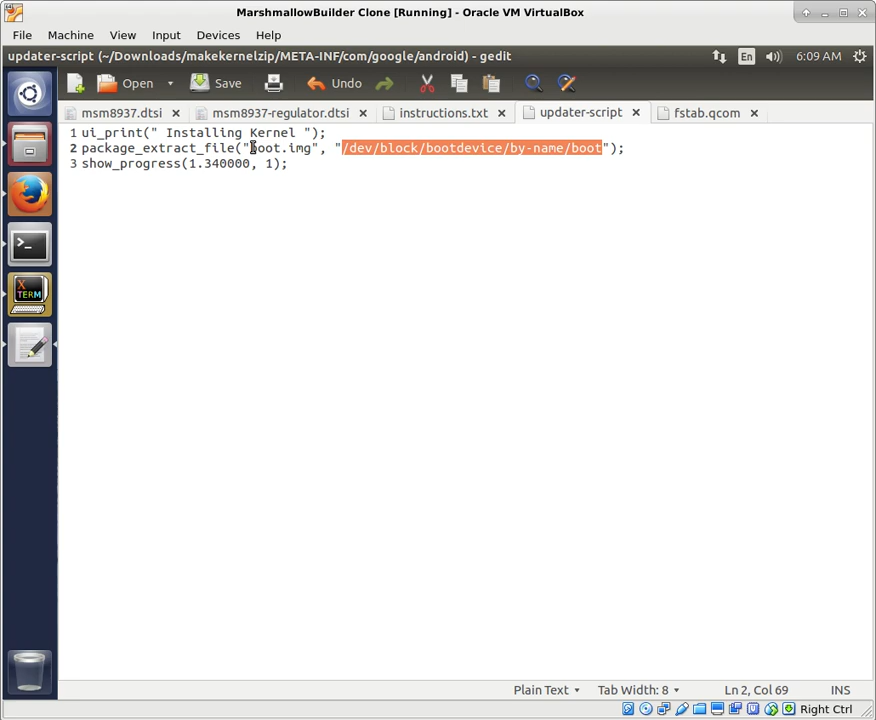 MarshmallowBuilder Clone [Running] - Oracle VM VirtualBox
File Machine View Input Devices Help
updater-script (~/Downloads/makekernelzip/META-INF/com/google/android) - gedit En 6:09 AM
Open Save Undo
msm8937.dtsi msm8937-regulator.dtsi instructions.txt updater-script fstab.qcom
1 ui_print(" Installing Kernel ");
2 package_extract_file("boot.img", "/dev/block/bootdevice/by-name/boot");
3 show_progress(1.340000, 1);
X
TERM
Plain Text Tab Width: 8 Ln 2, Col 69 INS
Right Ctrl